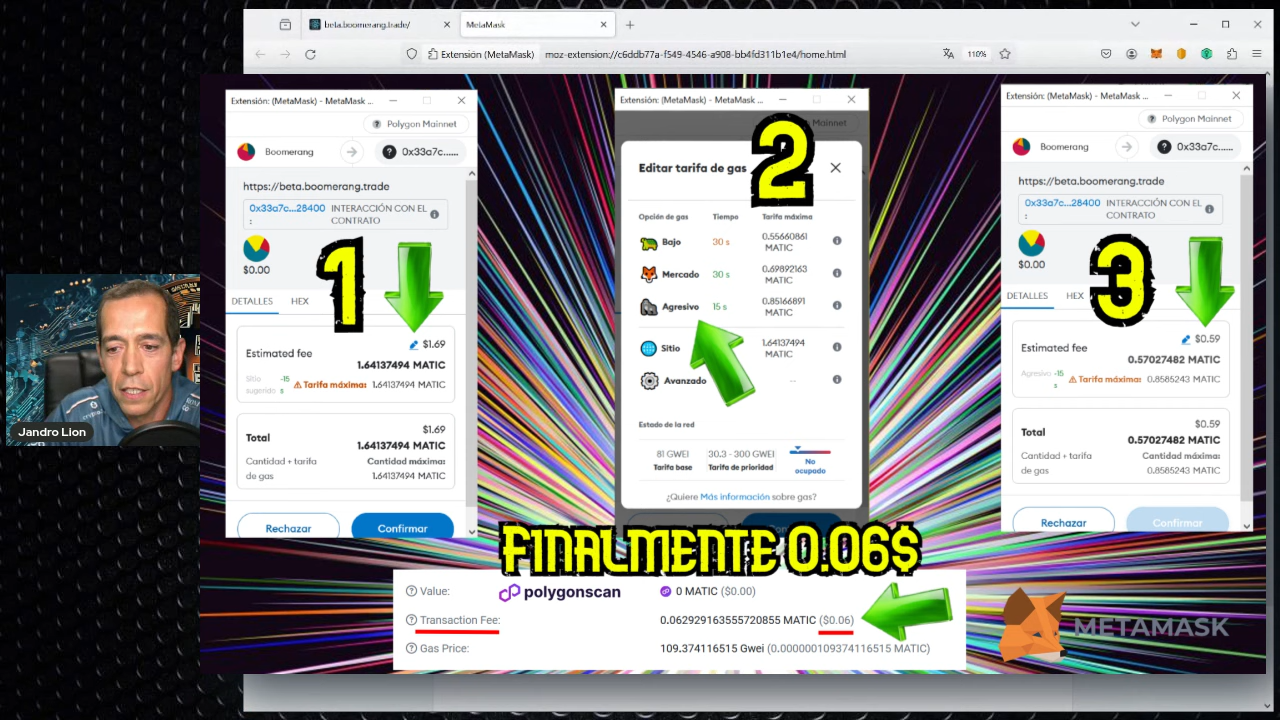 beta.boomerang.trade/
MetaMask
Extensión (MetaMask)
moz-extension://c6ddb77a-f549-4546-a908-bb4fd311b1e4/home.html
110%
Extensión: (MetaMask) - MetaMask ...
Polygon Mainnet
Boomerang
0x33a7c......
https://beta.boomerang.trade
0x33a7c...28400
:
INTERACCIÓN CON EL
CONTRATO
$0.00
1
DETALLES
HEX
$1.69
Estimated fee
1.64137494 MATIC
Sitio
sugerido
-15
s
Tarifa máxima:
1.64137494 MATIC
$1.69
Total
1.64137494 MATIC
Cantidad + tarifa
de gas
Cantidad máxima:
1.64137494 MATIC
Rechazar
Confirmar
Extensión: (MetaMask) - MetaMask ...
Mainnet
2
Editar tarifa de gas
Opción de gas
Tiempo
Tarifa máxima
Bajo
30 s
0.55660861
MATIC
Mercado
30 s
0.69892163
MATIC
Agresivo
15 s
0.85166891
MATIC
Sitio
1.64137494
MATIC
Avanzado
--
Estado de la red
81 GWEI
Tarifa base
30.3 - 300 GWEI
Tarifa de prioridad
No
ocupado
¿Quiere Más información sobre gas?
Extensión: (MetaMask) - MetaMask ...
Polygon Mainnet
Boomerang
0x33a7c......
https://beta.boomerang.trade
0x33a7c...28400
:
INTERACCIÓN CON EL
CONTRATO
$0.00
3
DETALLES
HEX
$0.59
Estimated fee
0.57027482 MATIC
Agresivo
-15
s
Tarifa máxima:
0.8585243 MATIC
$0.59
Total
0.57027482 MATIC
Cantidad + tarifa
de gas
Cantidad máxima:
0.8585243 MATIC
Rechazar
Confirmar
Jandro Lion
FINALMENTE 0.06$
Value:
polygonscan
0 MATIC ($0.00)
Transaction Fee:
0.062929163555720855 MATIC ($0.06)
Gas Price:
109.374116515 Gwei (0.000000109374116515 MATIC)
METAMASK